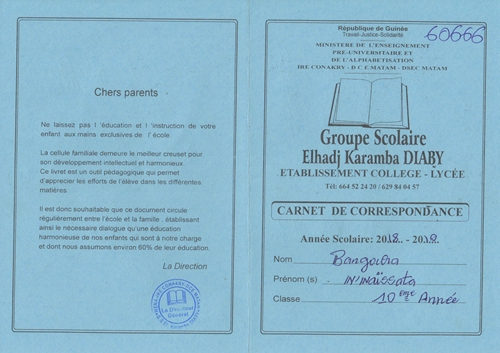 Chers parents
Ne laissez pas l 'éducation et l 'instruction de votre
enfant aux mains exclusives de l' école
La cellule familiale demeure le meilleur creuset pour
son développement intellectuel et harmonieux.
Ce livret est un outil pédagogique qui permet
d'apprécier les efforts de l'élève dans les différentes
matières.
Il est donc souhaitable que ce document circule
régulièrement entre l'école et la famille , établissant
ainsi le necessaire dialogue qu'une éducation
harmonieuse de nos enfants qui sont à notre charge
et dont nous assumons environ 60% de leur éducation.
La Direction
Le Directeur
Général
République de Guinée
Travail-Justice-Solidarité
60666
MINISTERE DE L'ENSEIGNEMENT
PRE-UNIVERSITAIRE ET
DE L'ALPHABETISATION
IRE CONAKRY - D C E MATAM - DSEC MATAM
Groupe Scolaire
Elhadj Karamba DIABY
ETABLISSEMENT COLLEGE - LYCÉE
Tél: 664 52 24 20 / 629 84 04 57
CARNET DE CORRESPONDANCE
Année Scolaire: 2018.. - 2019.
Nom Bangoura
Prénom (s) N'naïssata
Classe 10ème Année